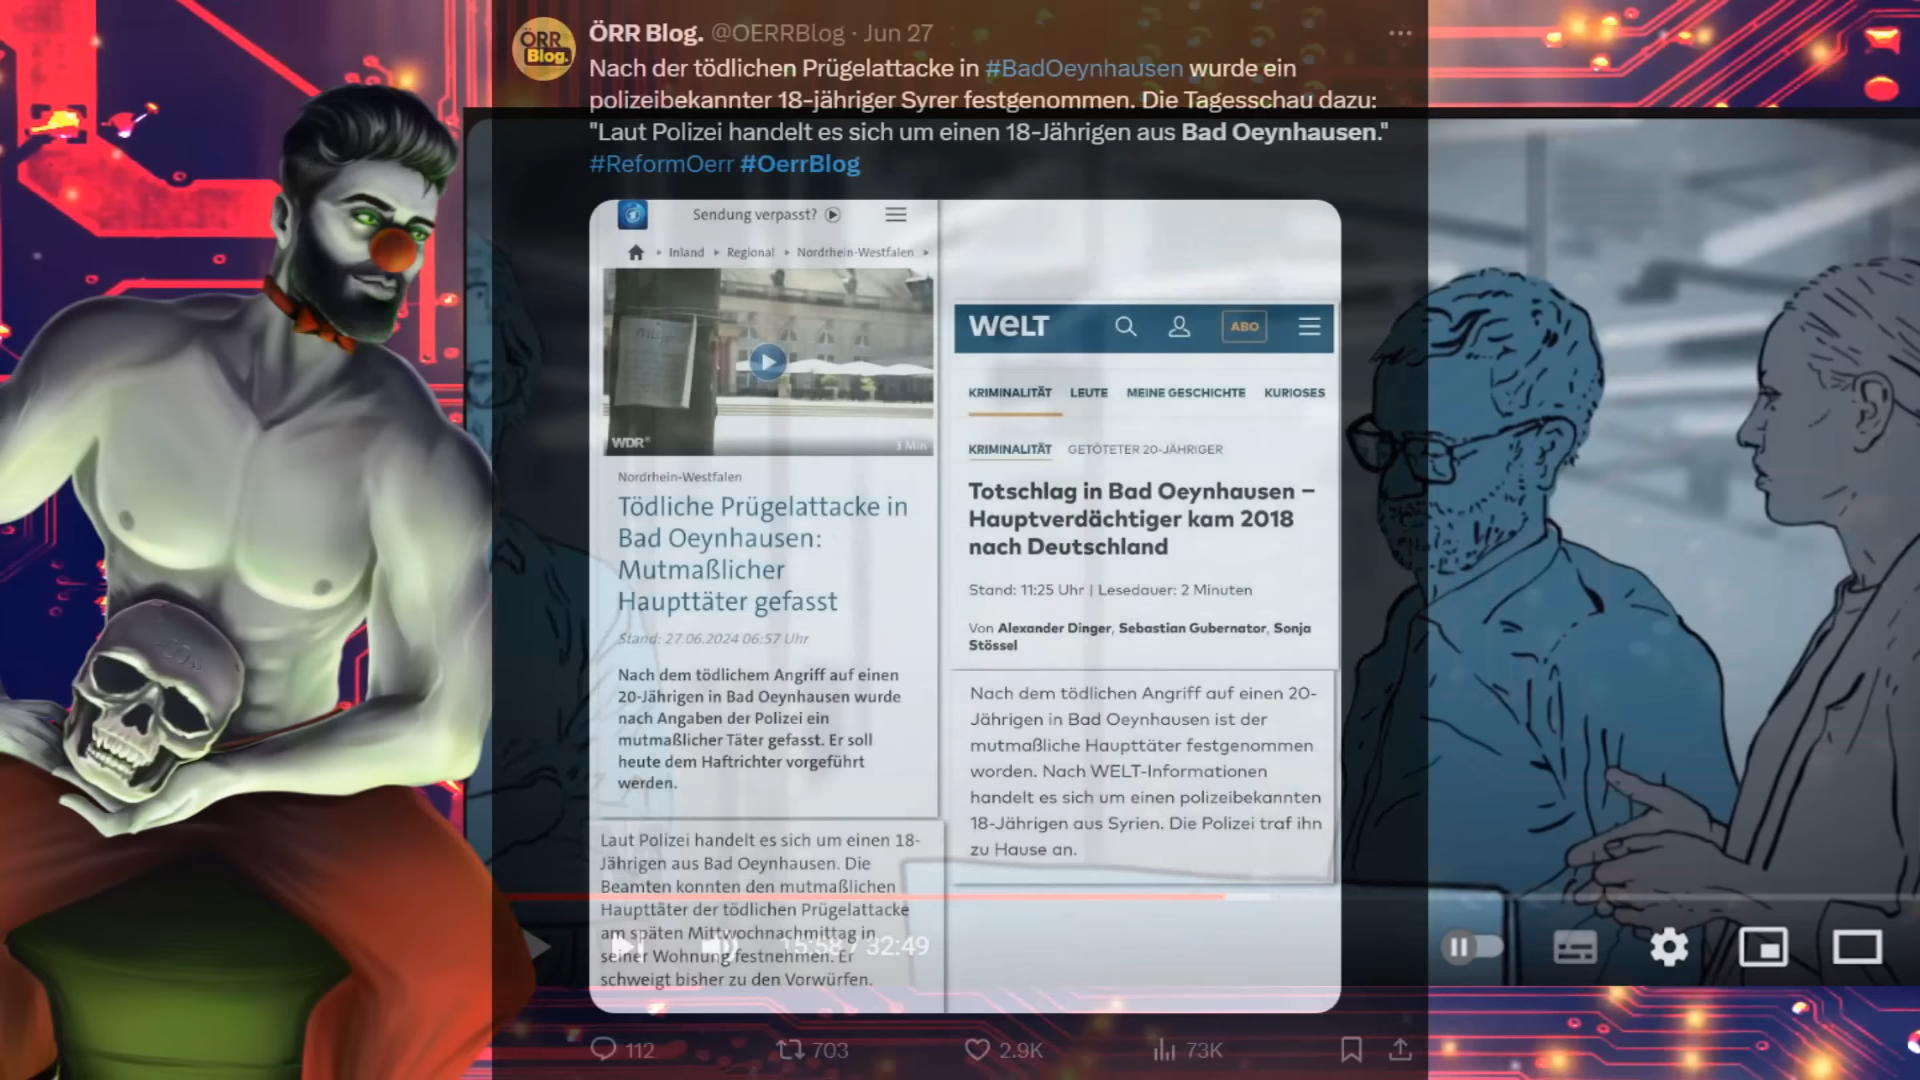 ÖRR Blog. @OERRBlog · Jun 27
Nach der tödlichen Prügelattacke in #BadOeynhausen wurde ein
polizeibekannter 18-jähriger Syrer festgenommen. Die Tagesschau dazu:
"Laut Polizei handelt es sich um einen 18-Jährigen aus Bad Oeynhausen."
#ReformOerr #OerrBlog
ÖRR
Blog.
Sendung verpasst?
Inland Regional Nordrhein-Westfalen
WDR
3 Min
Nordrhein-Westfalen
Tödliche Prügelattacke in
Bad Oeynhausen:
Mutmaßlicher
Haupttäter gefasst
Stand: 27.06.2024 06:57 Uhr
Nach dem tödlichem Angriff auf einen
20-Jährigen in Bad Oeynhausen wurde
nach Angaben der Polizei ein
mutmaßlicher Täter gefasst. Er soll
heute dem Haftrichter vorgeführt
werden.
Laut Polizei handelt es sich um einen 18-
Jährigen aus Bad Oeynhausen. Die
Beamten konnten den mutmaßlichen
Haupttäter der tödlichen Prügelattacke
am späten Mittwochnachmittag in
seiner Wohnung festnehmen. Er
schweigt bisher zu den Vorwürfen.
WELT
ABO
KRIMINALITÄT LEUTE MEINE GESCHICHTE KURIOSES
KRIMINALITÄT GETÖTETER 20-JÄHRIGER
Totschlag in Bad Oeynhausen –
Hauptverdächtiger kam 2018
nach Deutschland
Stand: 11:25 Uhr | Lesedauer: 2 Minuten
Von Alexander Dinger, Sebastian Gubernator, Sonja
Stössel
Nach dem tödlichen Angriff auf einen 20-
Jährigen in Bad Oeynhausen ist der
mutmaßliche Haupttäter festgenommen
worden. Nach WELT-Informationen
handelt es sich um einen polizeibekannten
18-Jährigen aus Syrien. Die Polizei traf ihn
zu Hause an.
15:58 / 32:49
112 703 2.9K 73K